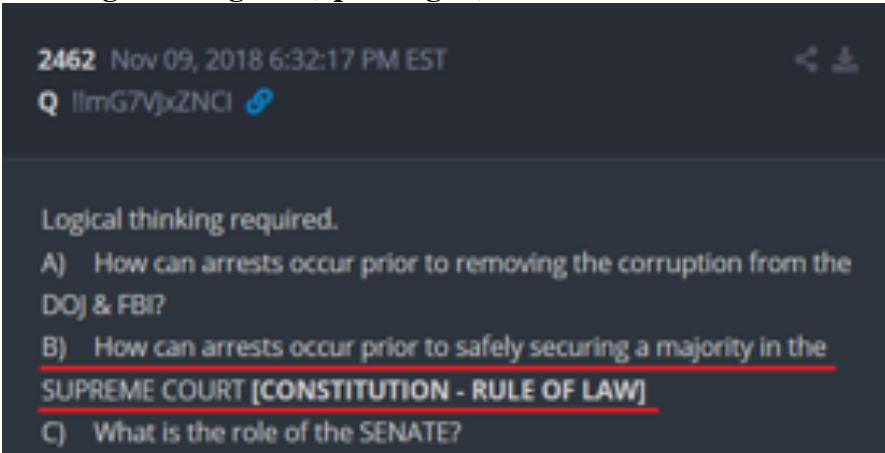 2462 Nov 09, 2018 6:32:17 PM EST
Q !!mG7VJxZNCI
Logical thinking required.
A) How can arrests occur prior to removing the corruption from the
DOJ & FBI?
B) How can arrests occur prior to safely securing a majority in the
SUPREME COURT [CONSTITUTION - RULE OF LAW]
C) What is the role of the SENATE?